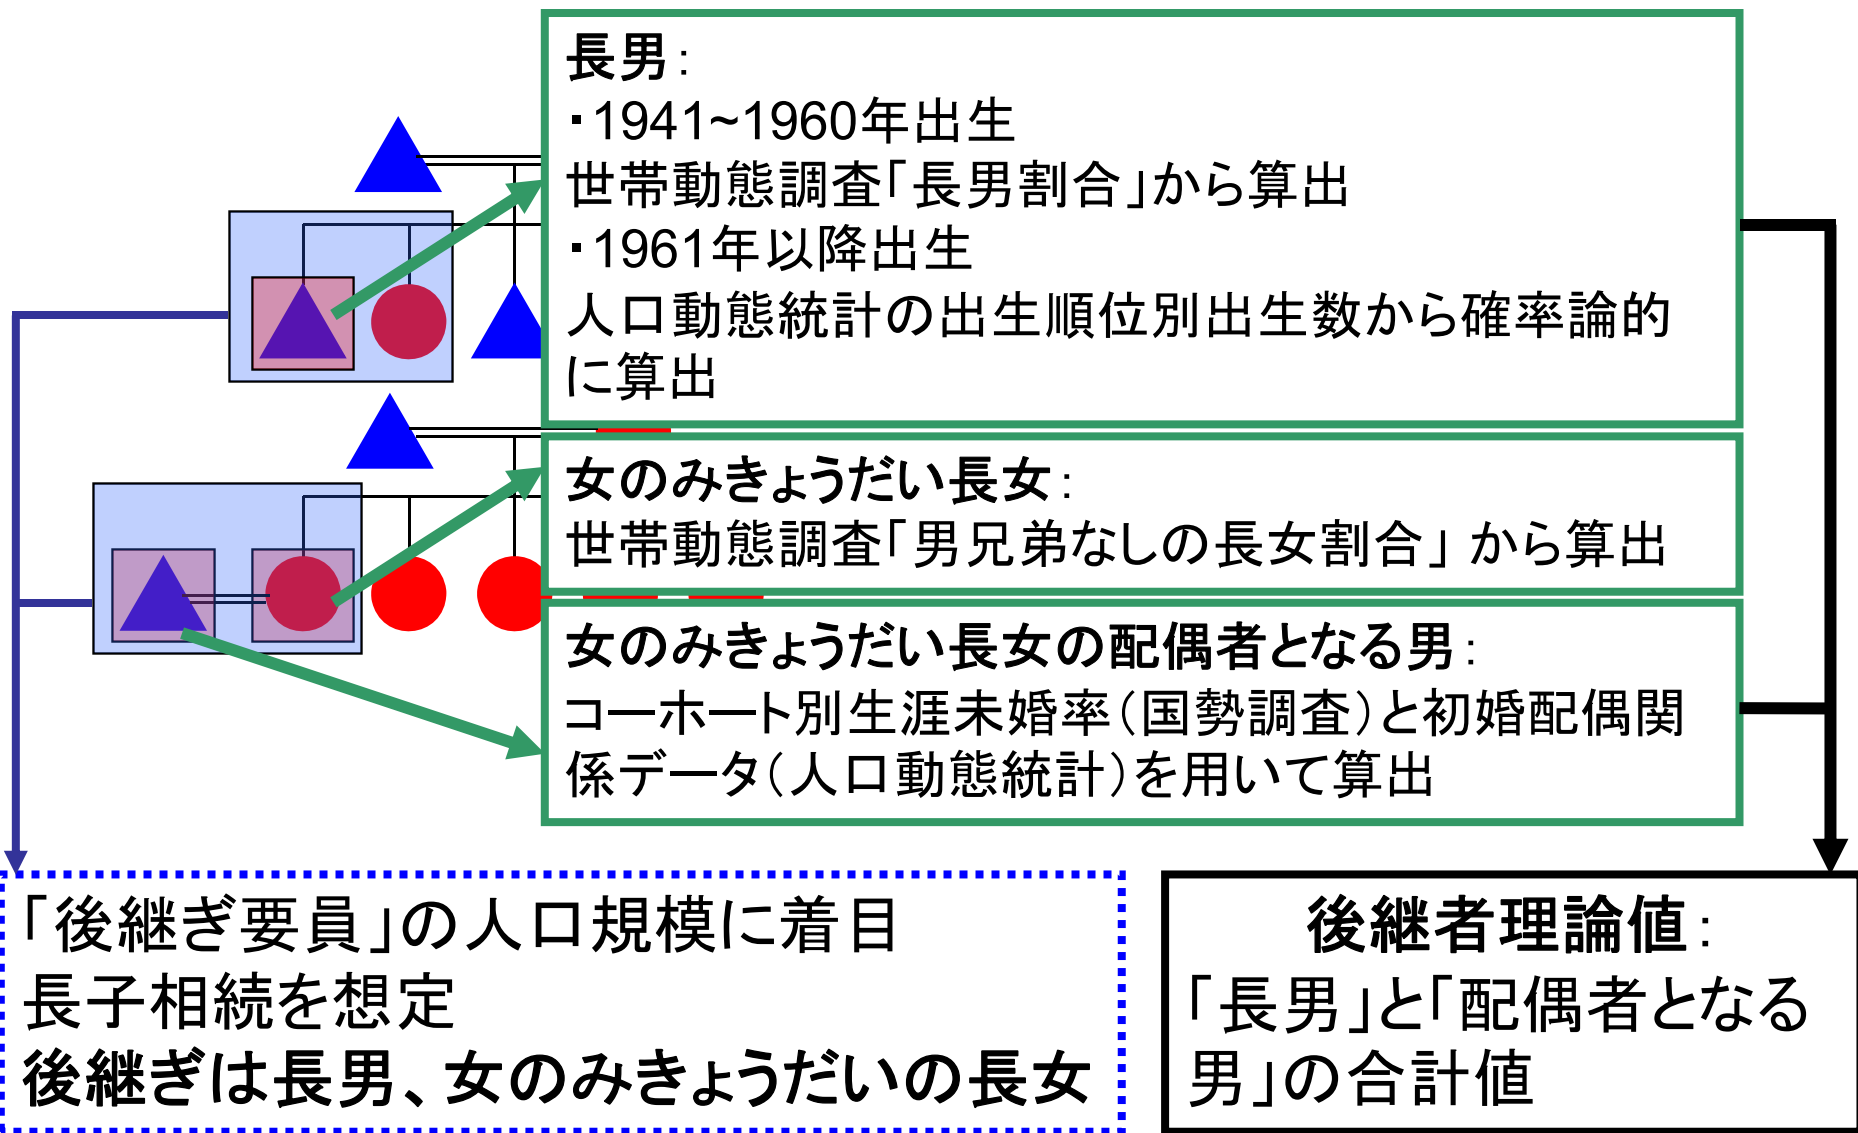 長男：
・1941~1960年出生
世帯動態調査「長男割合」から算出
・1961年以降出生
人口動態統計の出生順位別出生数から確率論的
に算出
女のみきょうだい長女：
世帯動態調査「男兄弟なしの長女割合」 から算出
女のみきょうだい長女の配偶者となる男：
コーホート別生涯未婚率（国勢調査）と初婚配偶関
係データ（人口動態統計）を用いて算出
「後継ぎ要員」の人口規模に着目
長子相続を想定
後継ぎは長男、女のみきょうだいの長女
後継者理論値：
「長男」と「配偶者となる
男」の合計値